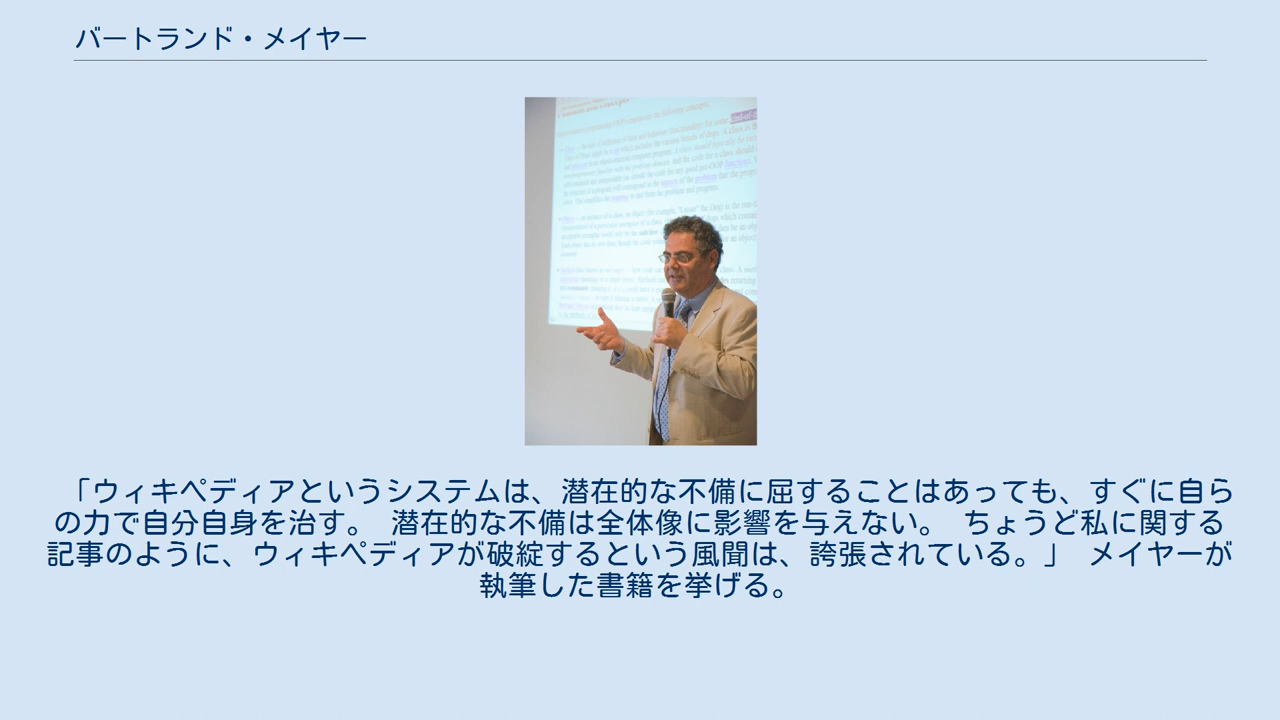 バートランド・メイヤー
「ウィキペディアというシステムは、潜在的な不備に屈することはあっても、すぐに自ら
の力で自分自身を治す。 潜在的な不備は全体像に影響を与えない。 ちょうど私に関する
記事のように、ウィキペディアが破綻するという風聞は、誇張されている。」 メイヤーが
執筆した書籍を挙げる。